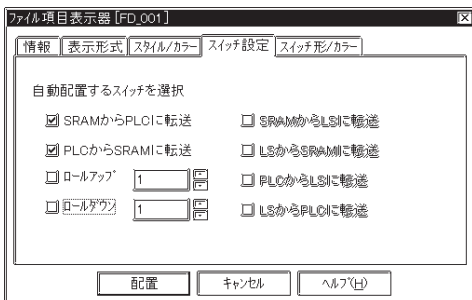 ファイル項目表示器 [FD_001]
情報 表示形式 スタイル/カラー スイッチ設定 スイッチ形/カラー
自動配置するスイッチを選択
SRAMからPLCに転送 SRAMからLSに転送
PLCからSRAMに転送 LSからSRAMに転送
ロールアップ 1 PLCからLSに転送
ロールダウン 1 LSからPLCに転送
配置 キャンセル ヘルプ(H)